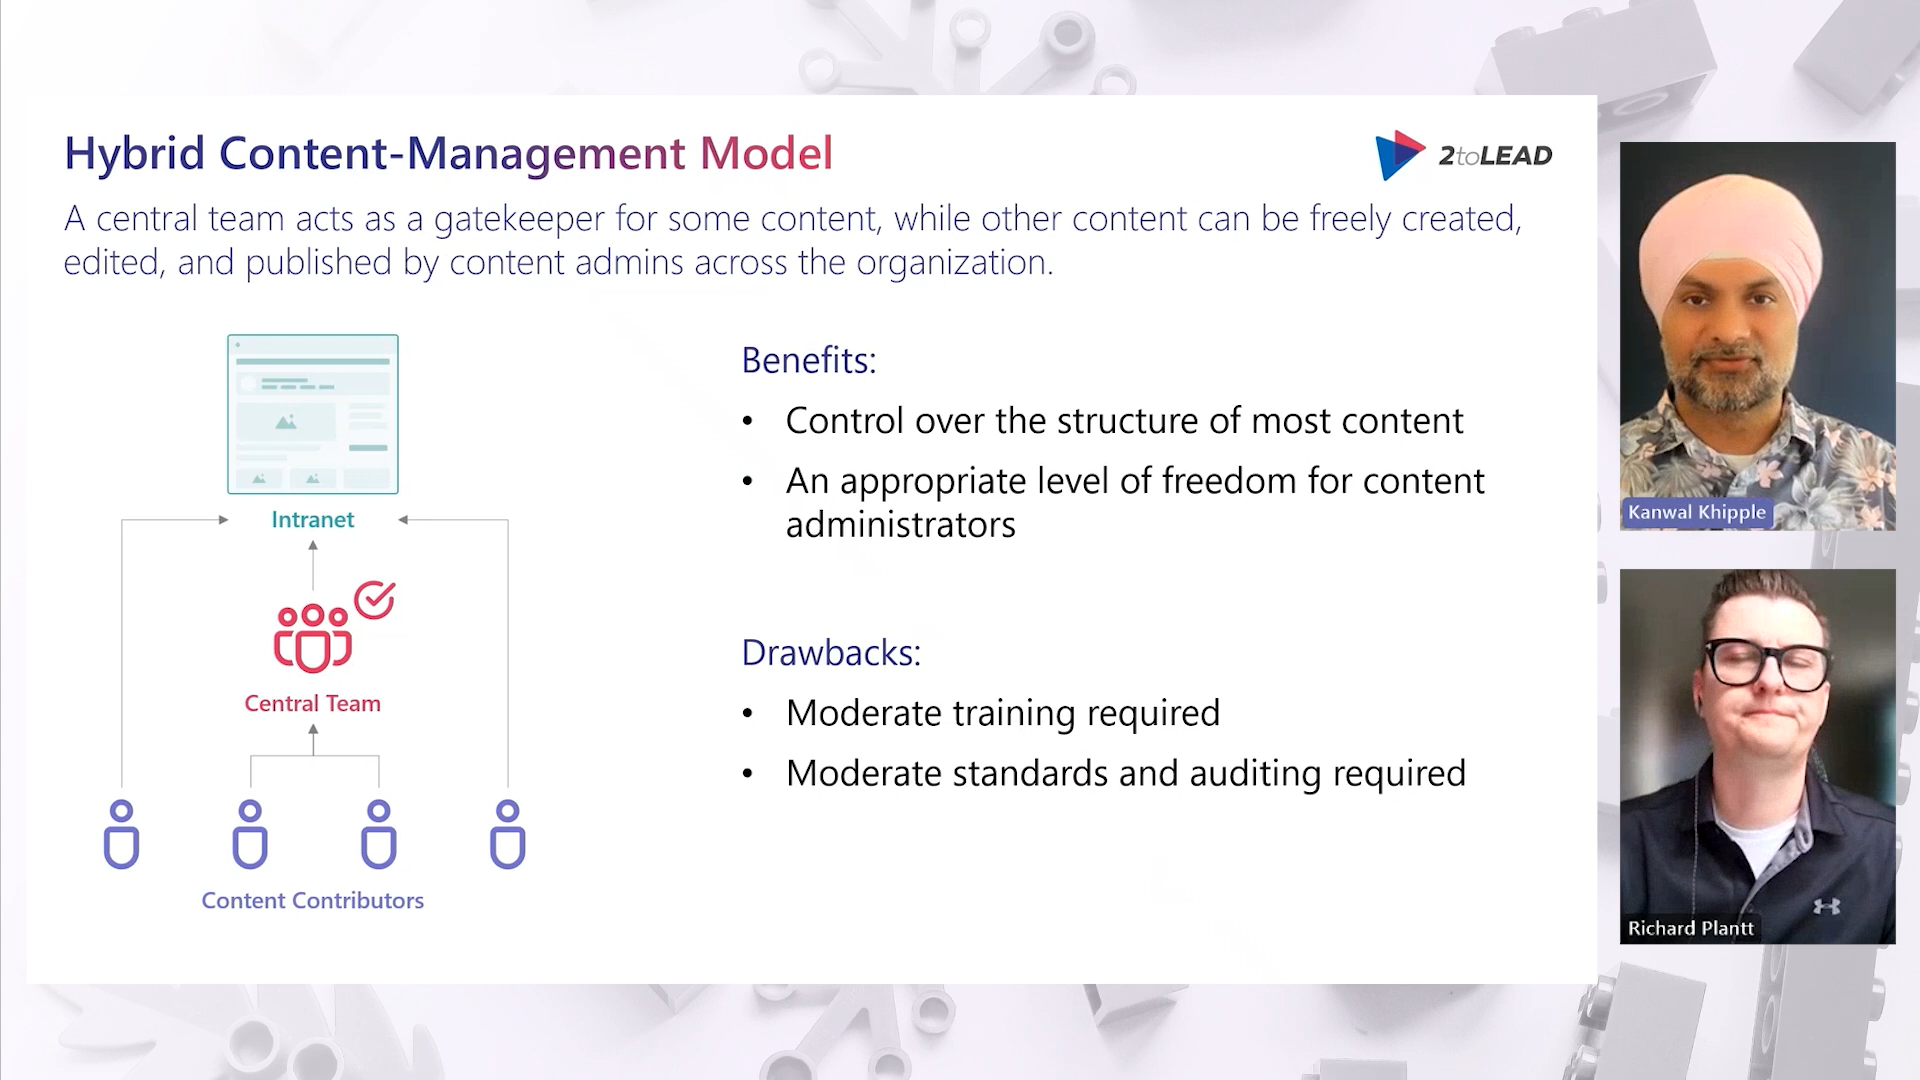 Hybrid Content-Management Model
2toLEAD
A central team acts as a gatekeeper for some content, while other content can be freely created,
edited, and published by content admins across the organization.
Intranet
Central Team
Content Contributors
Benefits:
• Control over the structure of most content
• An appropriate level of freedom for content
administrators
Drawbacks:
• Moderate training required
• Moderate standards and auditing required
Kanwal Khipple
Richard Plantt